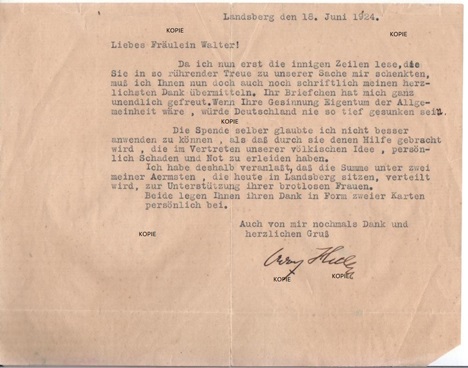 KOPIE
Landsberg den 18. Juni 1924.
KOPIE
Liebes Fräulein Walter!
Da ich nun erst die innigen Zeilen lese,die
Sie in so rührender Treue zu unserer Sache mir schenkten,
muß ich Ihnen nun doch auch noch schriftlich meinen herz-
lichsten Dank übermitteln. Ihr Briefchen hat mich ganz
unendlich gefreut.Wenn Ihre Gesinnung Eigentum der Allge-
meinheit wäre , würde Deutschland nie so tief gesunken sein.
KOPIE
Die Spende selber glaubte ich nicht besser
anwenden zu können , als daß durch sie denen Hilfe gebracht
wird , die im Vertreten unserer völkischen Idee , persön-
lich Schaden und Not zu erleiden haben.
Ich habe deshalb veranlaßt, daß die Summe unter zwei
meiner Aermsten , die heute in Landsberg sitzen, verteilt
wird, zur Unterstützung ihrer brotlosen Frauen.
Beide legen Ihnen ihren Dank in Form zweier Karten
persönlich bei.
Auch von mir nochmals Dank und
herzlichen Gruß
KOPIE
KOPIE
KOPIE